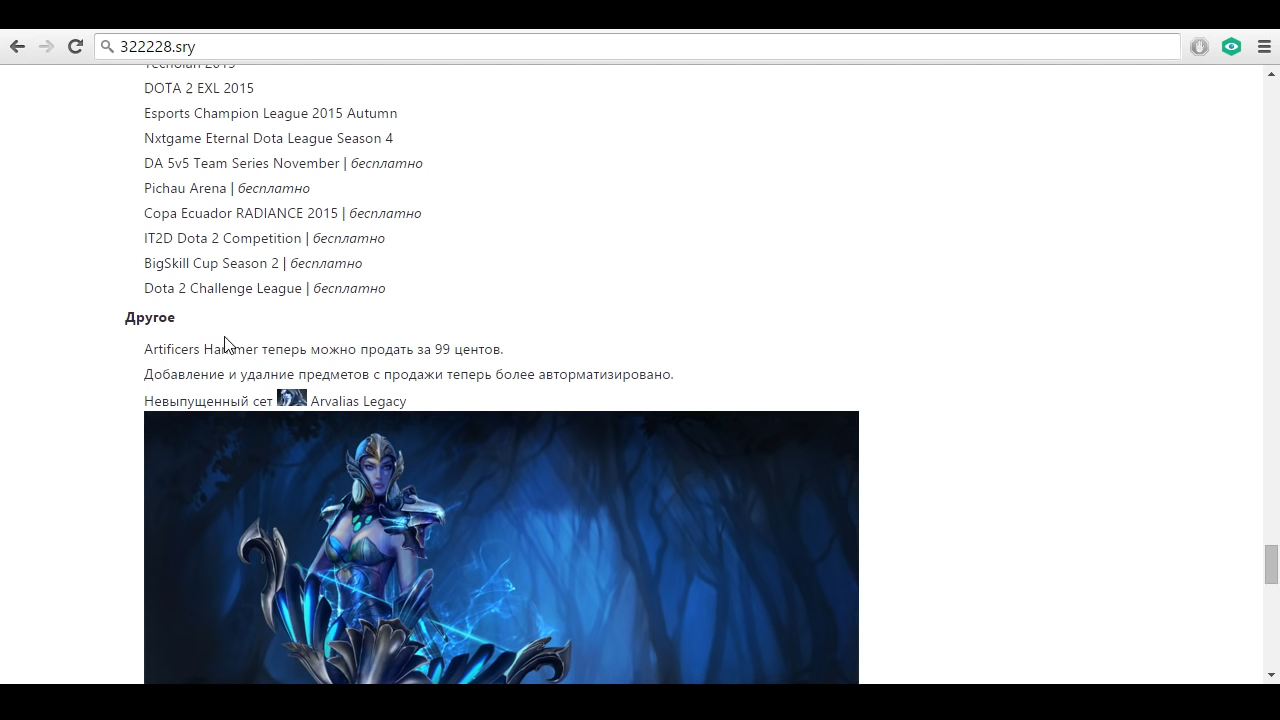 322228.sry
2015
DOTA 2 EXL 2015
Esports Champion League 2015 Autumn
Nxtgame Eternal Dota League Season 4
DA 5v5 Team Series November | бесплатно
Pichau Arena | бесплатно
Copa Ecuador RADIANCE 2015 | бесплатно
IT2D Dota 2 Competition | бесплатно
BigSkill Cup Season 2 | бесплатно
Dota 2 Challenge League | бесплатно
Другое
Artificers Hammer теперь можно продать за 99 центов.
Добавление и удалние предметов с продажи теперь более авторматизировано.
Невыпущенный сет Arvalias Legacy